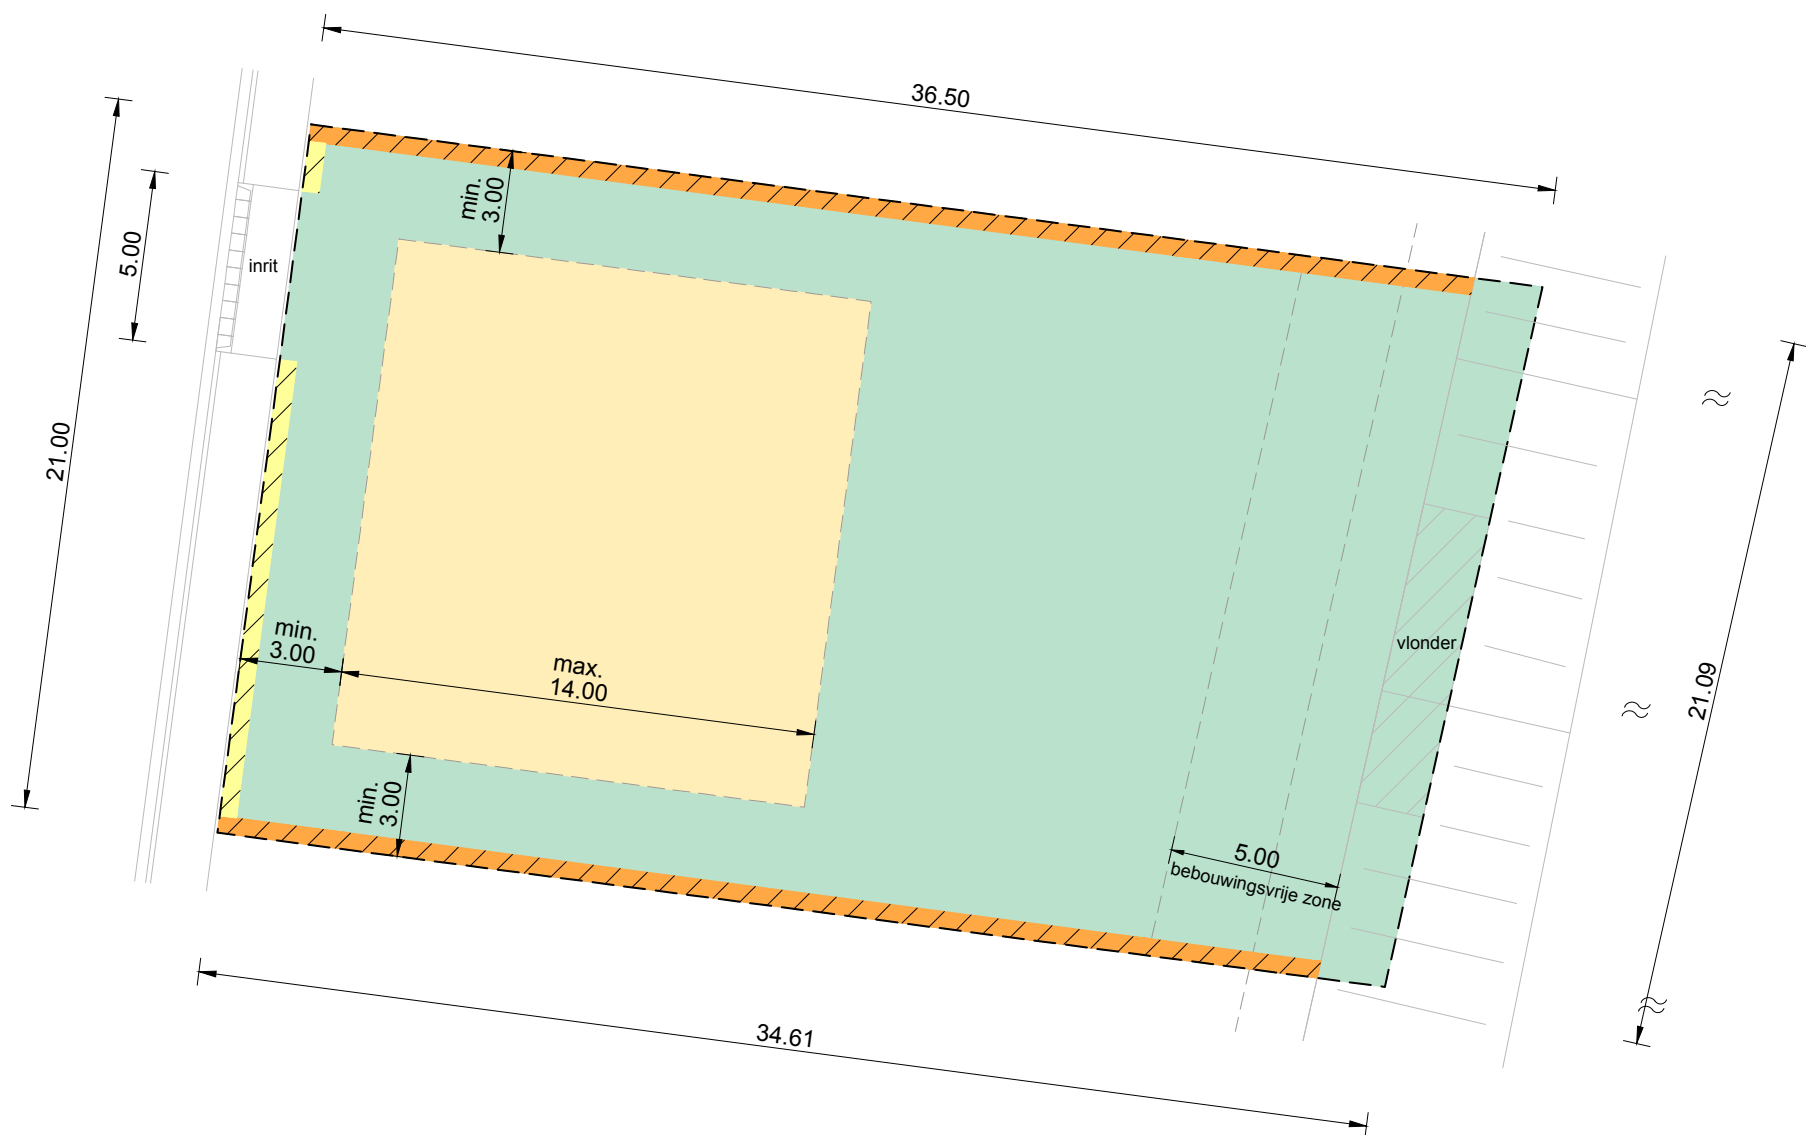 36.50
min.
3.00
5.00
inrit
21.00
min.
3.00
max.
14.00
vlonder
21.09
min.
3.00
5.00
bebouwingsvrije zone
34.61